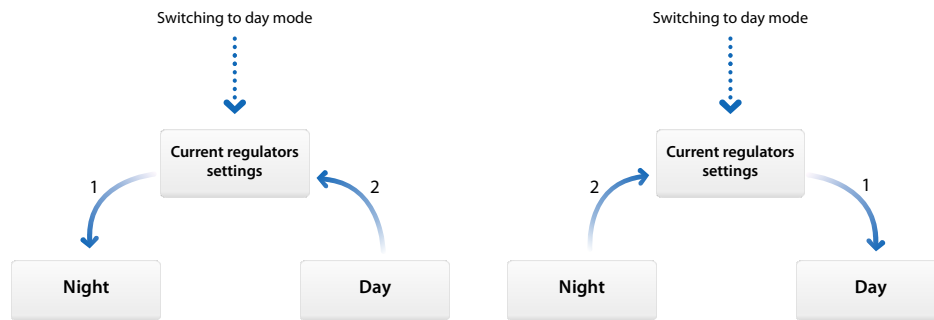 Switching to day mode
Current regulators
settings
1
2
Night
Day
Switching to day mode
Current regulators
settings
2
1
Night
Day